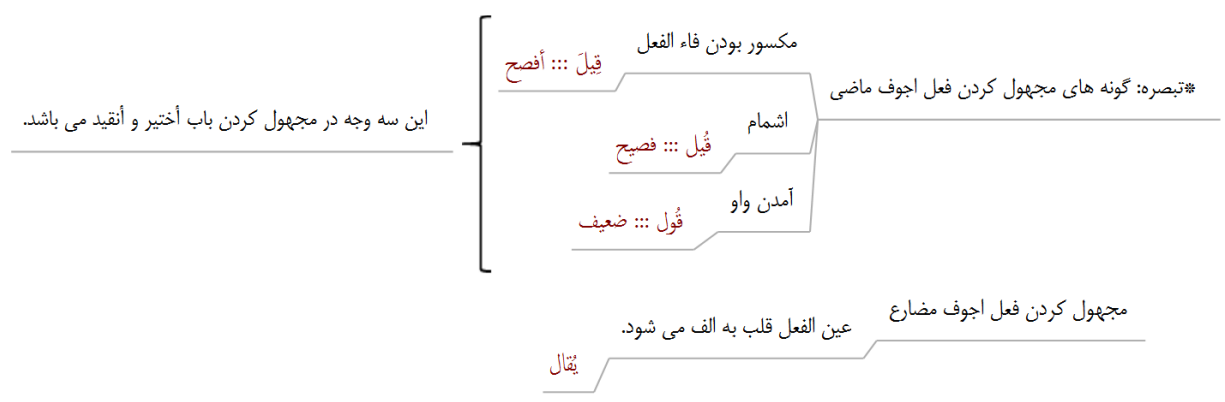 *تبصره: گونه های مجهول کردن فعل اجوف ماضی
مکسور بودن فاء الفعل
قِیلَ ::: أفصح
اشمام
قُیل ::: فصیح
آمدن واو
قُول ::: ضعیف
این سه وجه در مجهول کردن باب أختیر و أنقید می باشد.
مجهول کردن فعل اجوف مضارع
عین الفعل قلب به الف می شود.
یُقال